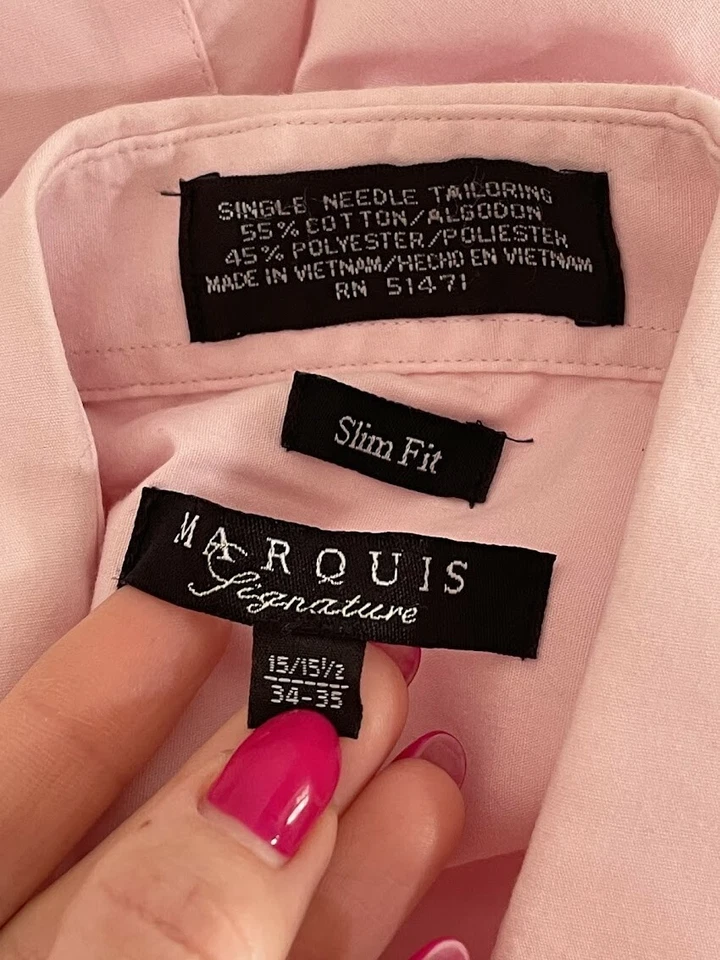 SINGLE NEEDLE TAILORING
55% COTTON/ALGODON
45% POLYESTER/POLIESTER
MADE IN VIETNAM/HECHO EN VIETNAM
RN 51471
Slim Fit
MARQUIS
Signature
15/15½
34-35